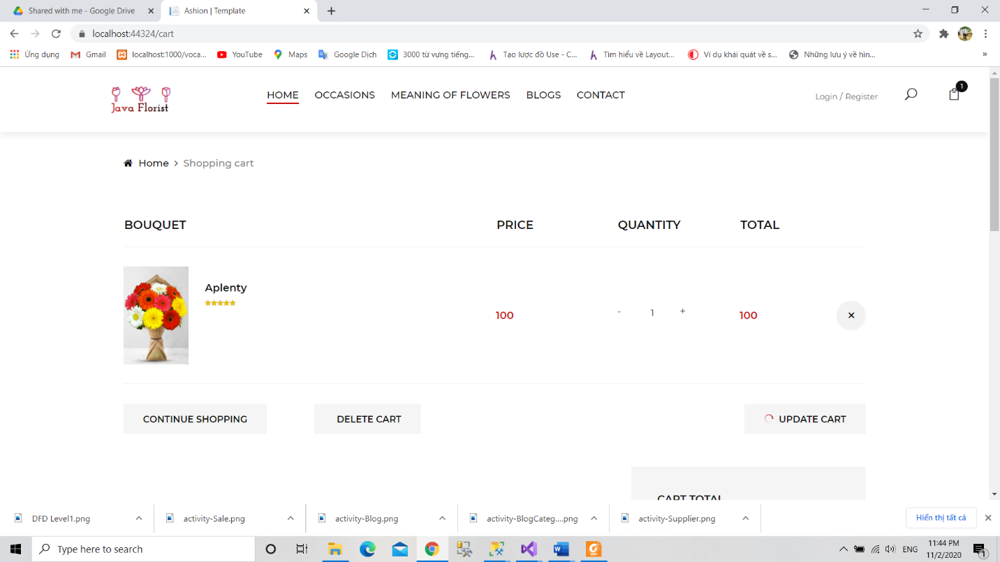 Shared with me - Google Drive
Ashion | Template
localhost:44324/cart
Ứng dụng
Gmail
localhost:1000/voca...
YouTube
Maps
Google Dịch
3000 từ vựng tiếng...
Tạo lược đồ Use - C...
Tìm hiểu về Layout...
Ví dụ khái quát về s...
Những lưu ý về hìn...
»
Java Florist
HOME
OCCASIONS
MEANING OF FLOWERS
BLOGS
CONTACT
Login / Register
1
Home > Shopping cart
BOUQUET
PRICE
QUANTITY
TOTAL
Aplenty
100
- 1 +
100
CONTINUE SHOPPING
DELETE CART
UPDATE CART
CART TOTAL
DFD Level1.png
activity-Sale.png
activity-Blog.png
activity-BlogCateg....png
activity-Supplier.png
Hiển thị tất cả
Type here to search
ENG
11:44 PM
11/2/2020
1